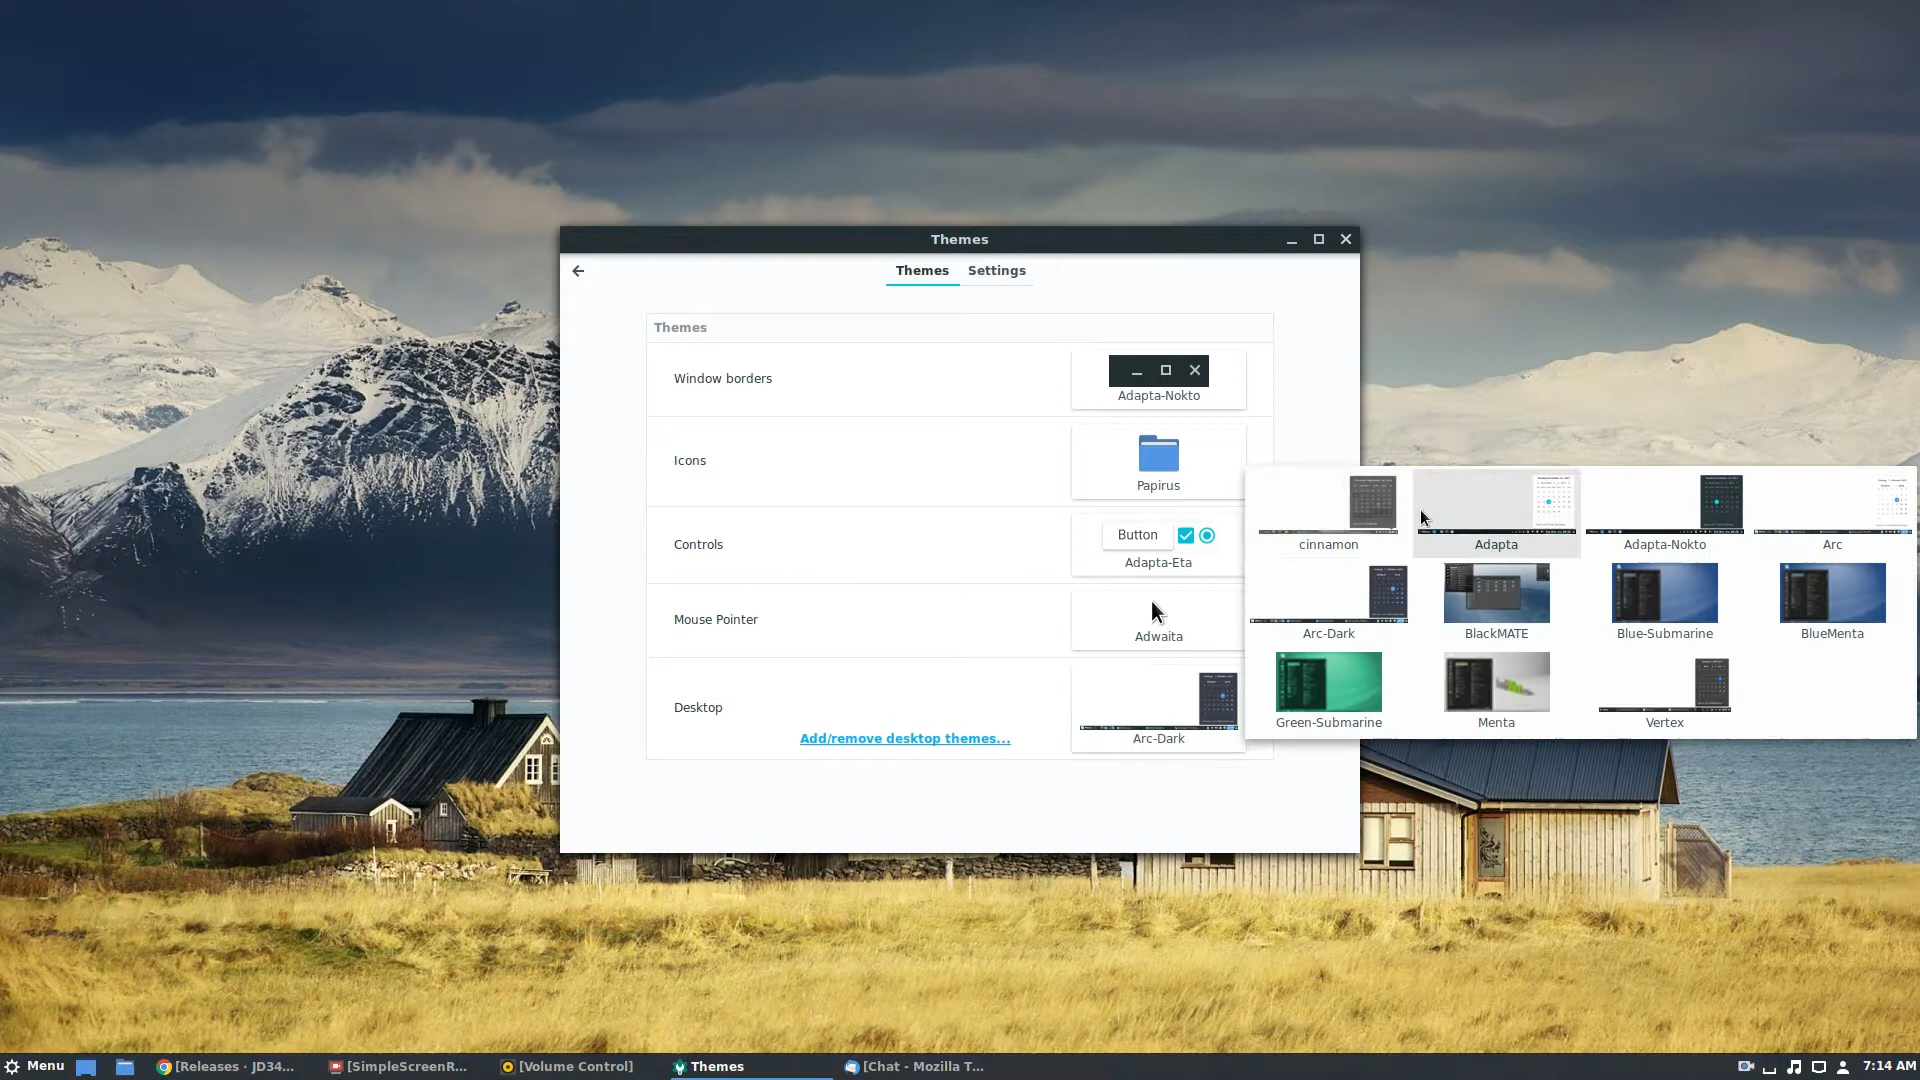 Themes
Themes Settings
Themes
Window borders
Adapta-Nokto
Icons
Papirus
Controls
Button
Adapta-Eta
Mouse Pointer
Adwaita
Desktop
Add/remove desktop themes...
Arc-Dark
cinnamon Adapta Adapta-Nokto Arc
Arc-Dark BlackMATE Blue-Submarine BlueMenta
Green-Submarine Menta Vertex
Menu [Releases · JD34... [SimpleScreenR... [Volume Control] Themes [Chat - Mozilla T... 7:14 AM